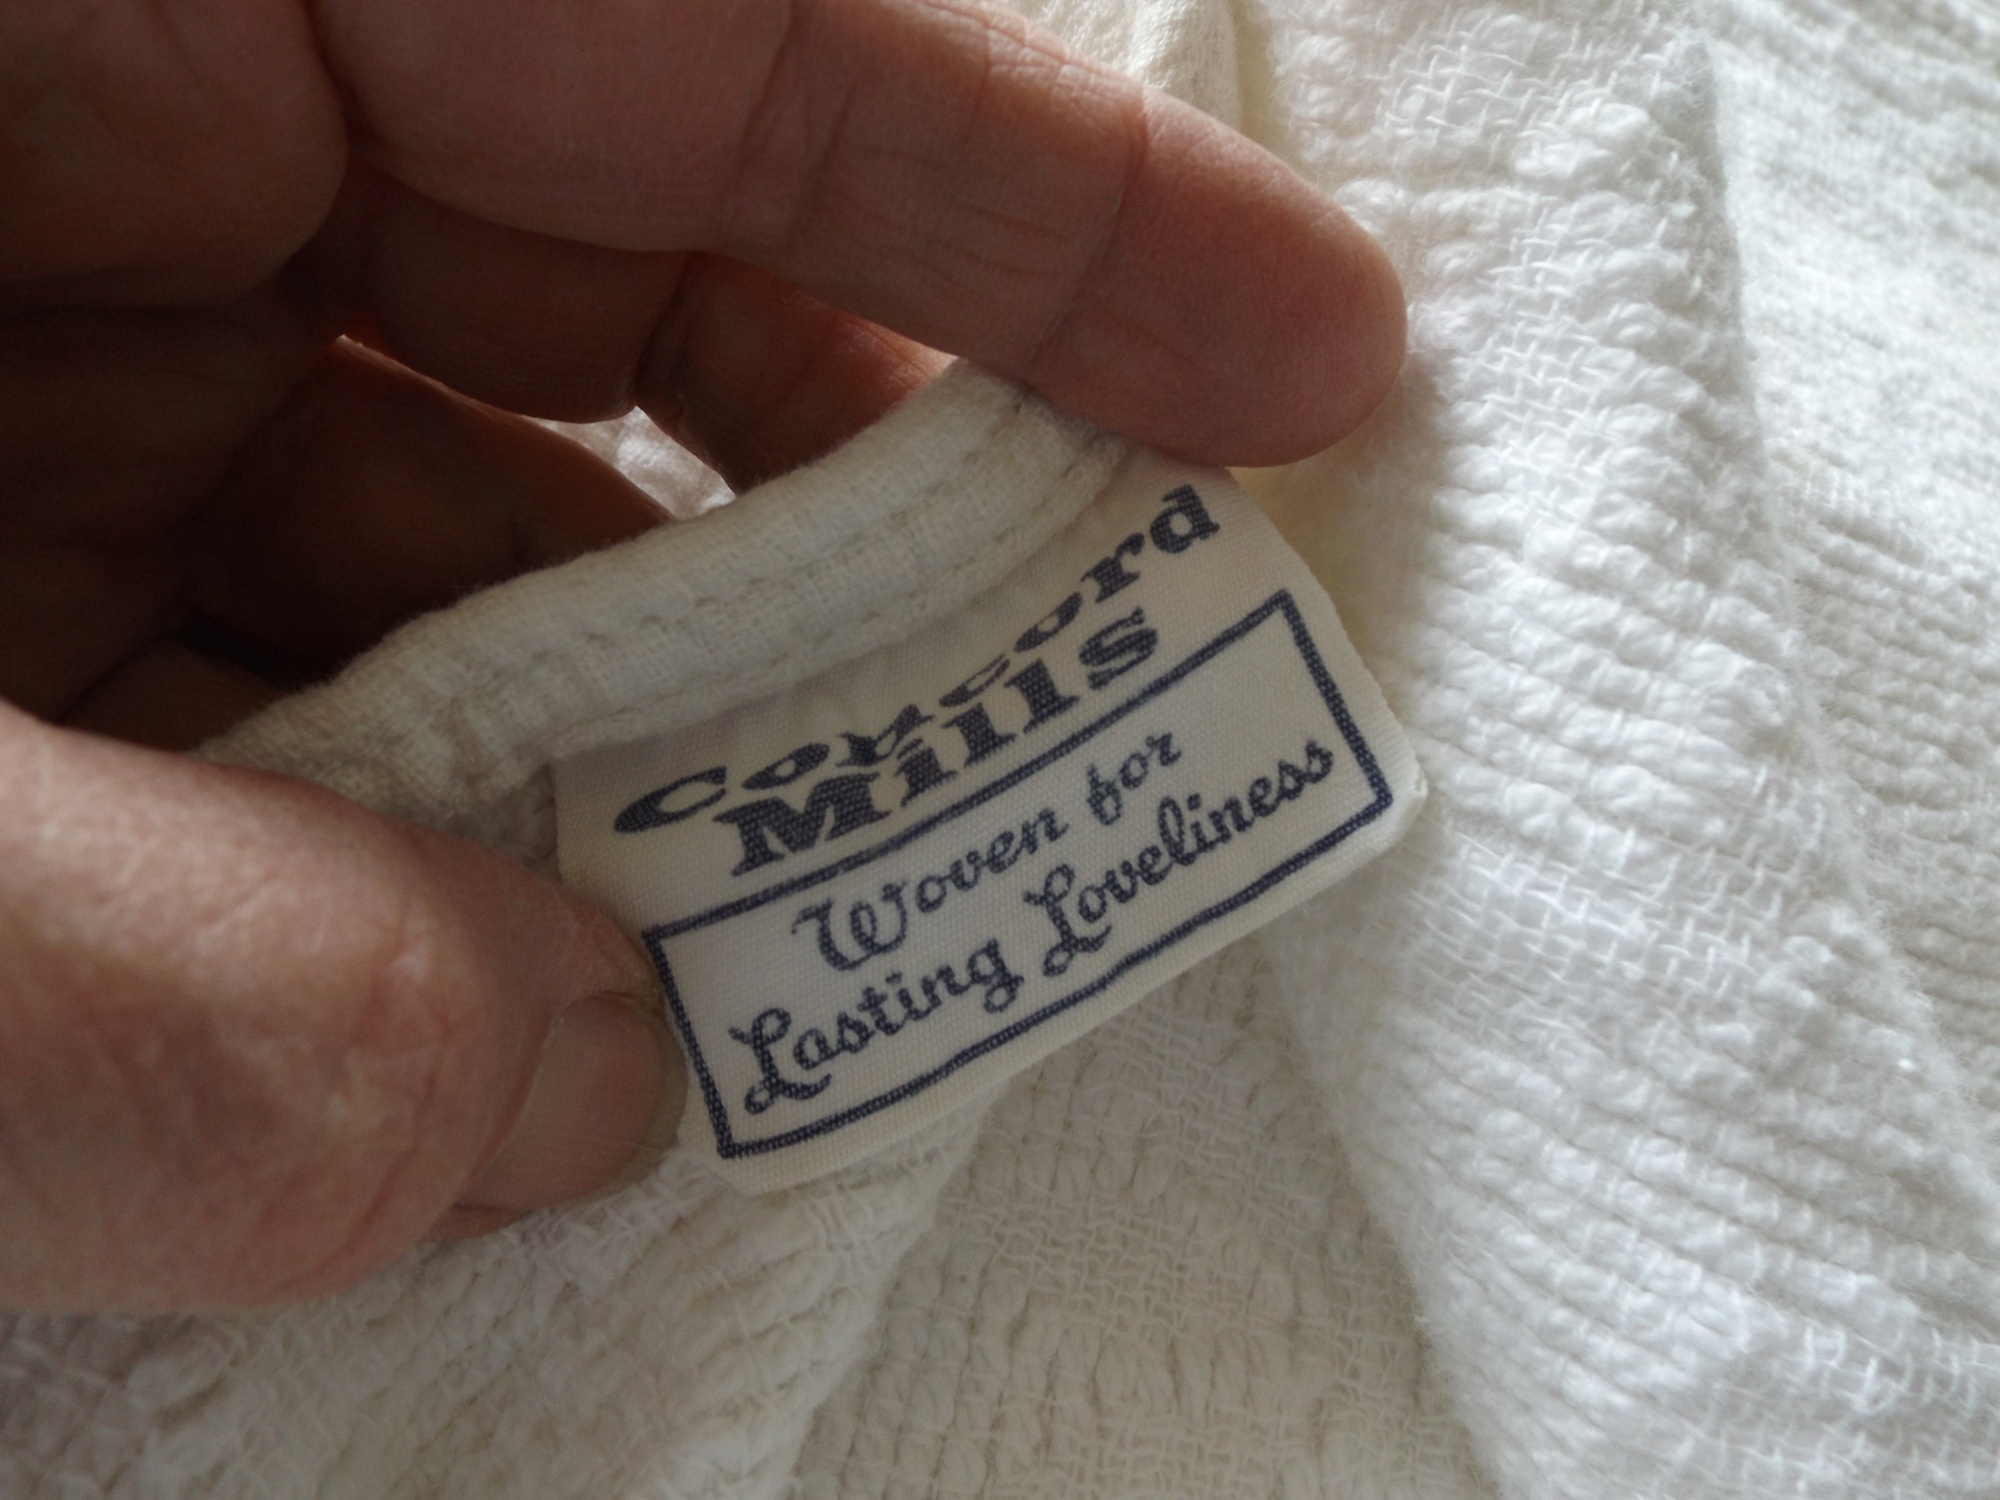 Concord
Mills
Woven for
Lasting Loveliness